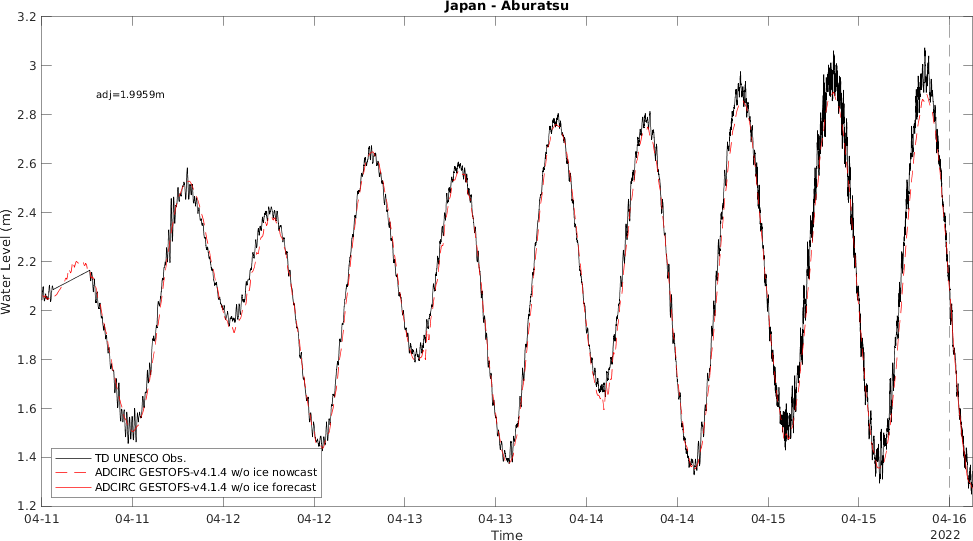 Japan - Aburatsu
3.2
3
2.8
2.6
2.4
2.2
2
1.8
1.6
1.4
1.2
Water Level (m)
adj=1.9959m
TD UNESCO Obs.
ADCIRC GESTOFS-v4.1.4 w/o ice nowcast
ADCIRC GESTOFS-v4.1.4 w/o ice forecast
04-11 04-11 04-12 04-12 04-13 04-13 04-14 04-14 04-15 04-15 04-16
Time
2022